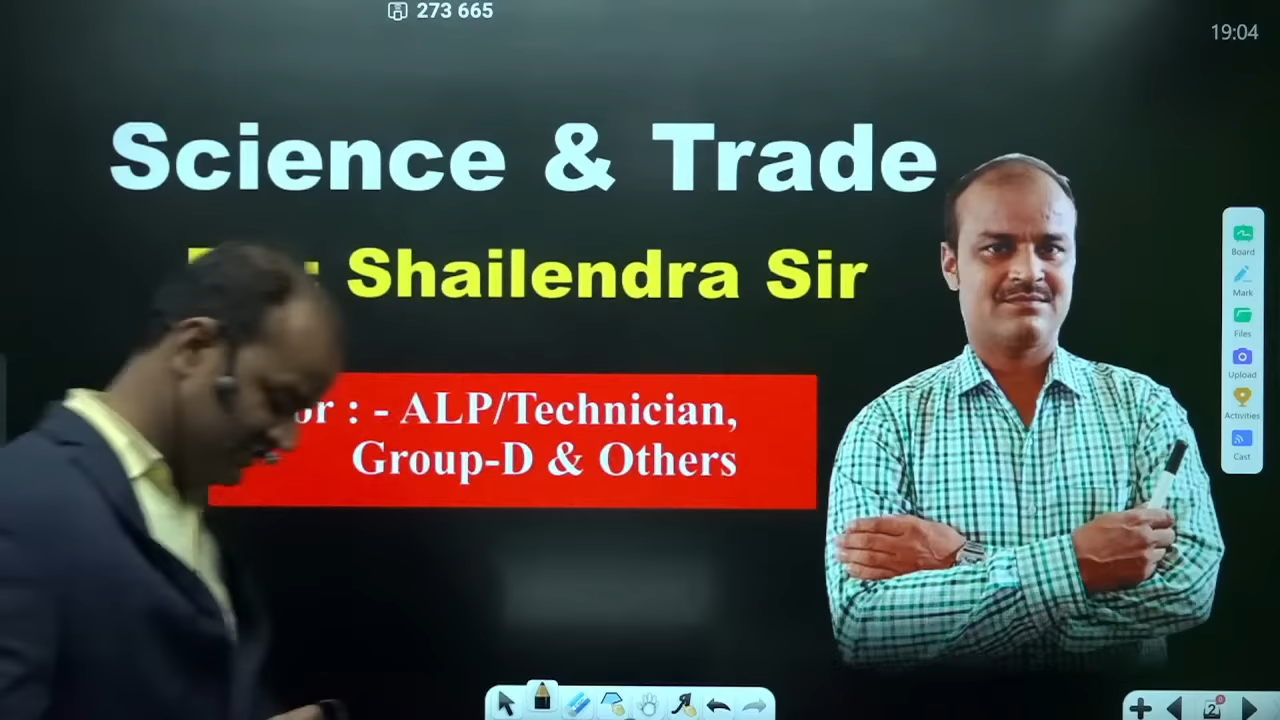 273 665
19:04
Science & Trade
: Shailendra Sir
or : - ALP/Technician,
Group-D & Others
Board
Mark
Files
Upload
Activities
Cast
2